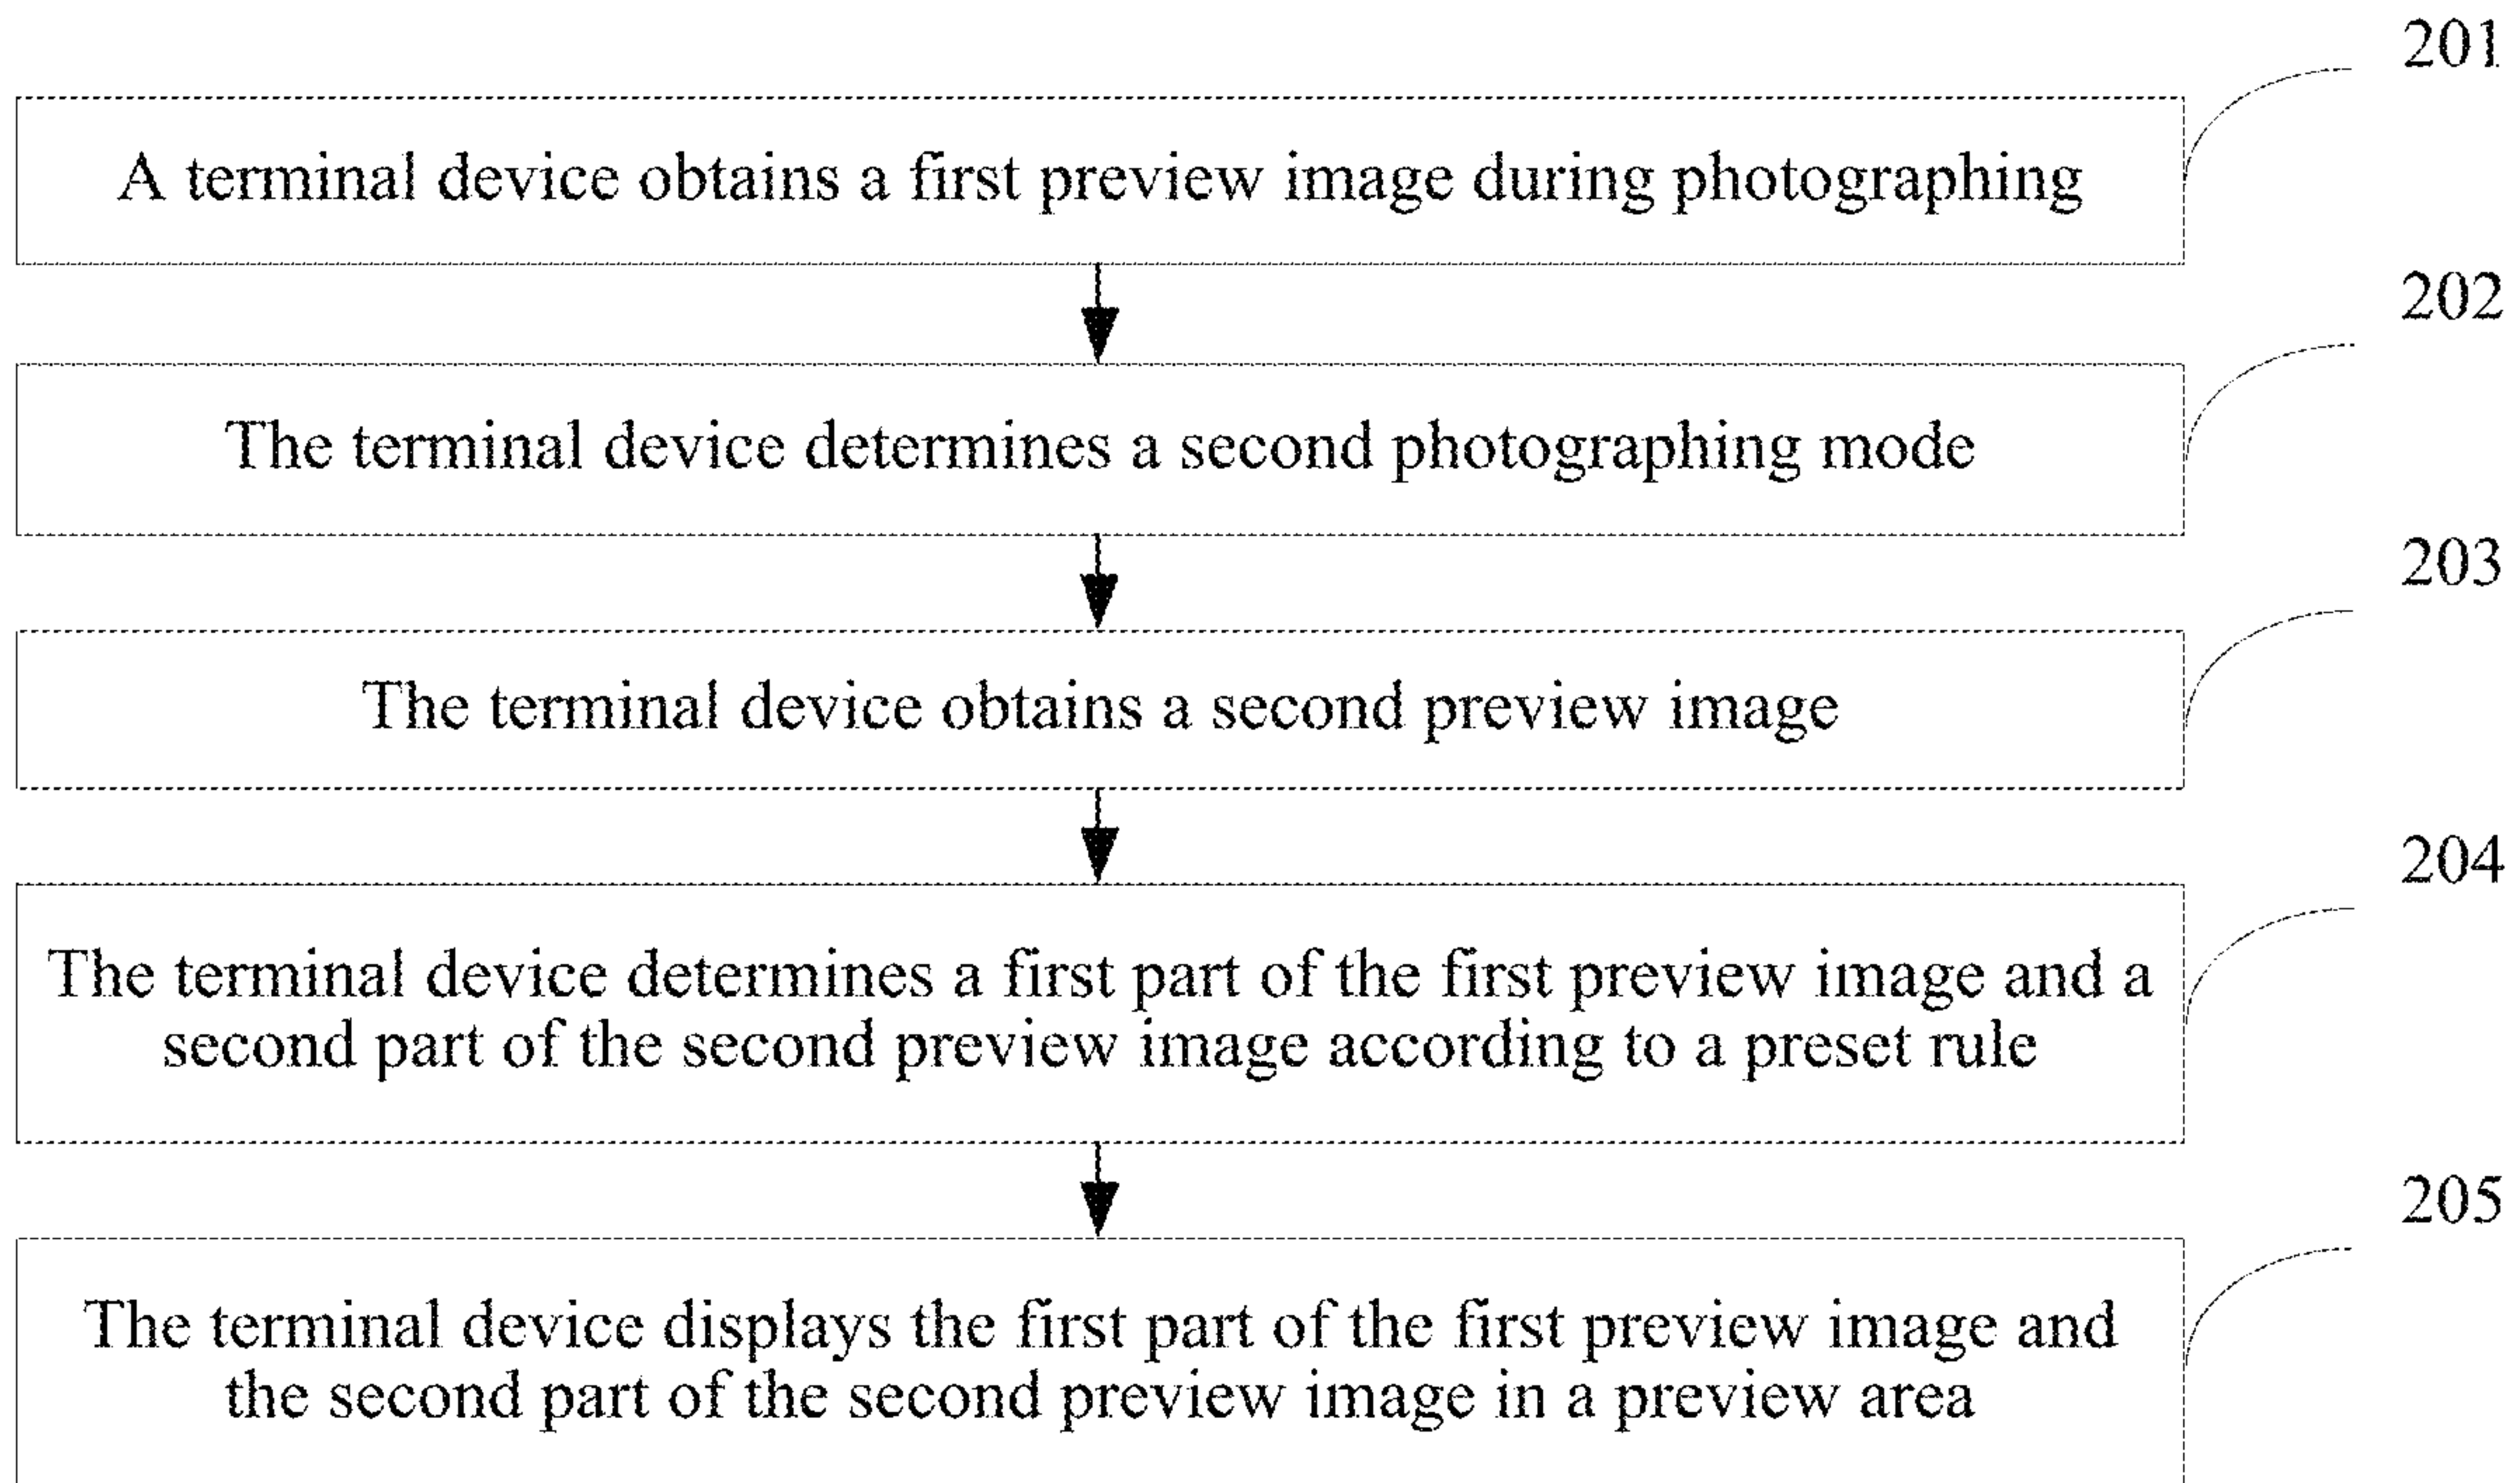 201
A terminal device obtains a first preview image during photographing
202
The terminal device determines a second photographing mode
203
The terminal device obtains a second preview image
204
The terminal device determines a first part of the first preview image and a
second part of the second preview image according to a preset rule
205
The terminal device displays the first part of the first preview image and
the second part of the second preview image in a preview area